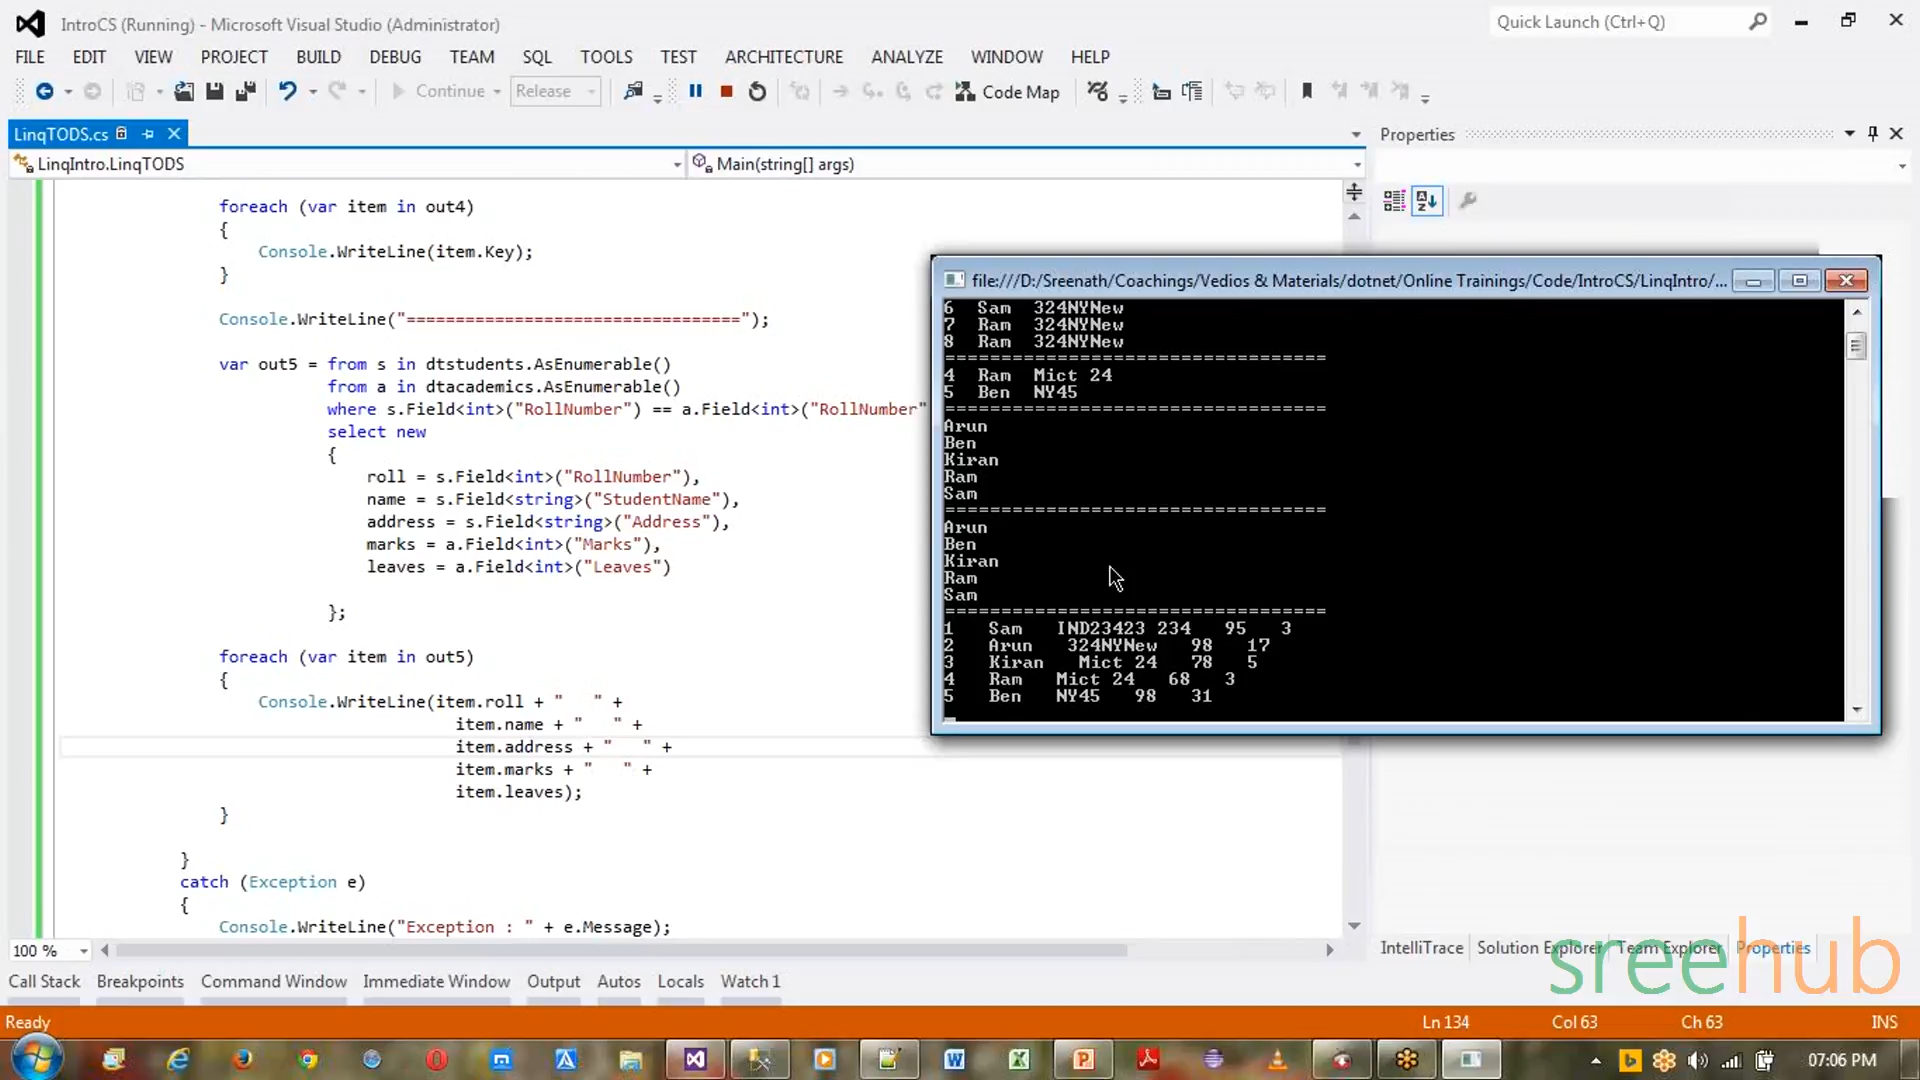 IntroCS (Running) - Microsoft Visual Studio (Administrator)
Quick Launch (Ctrl+Q)
FILE EDIT VIEW PROJECT BUILD DEBUG TEAM SQL TOOLS TEST ARCHITECTURE ANALYZE WINDOW HELP
Continue Release Code Map
LinqTODS.cs
Properties
LinqIntro.LinqTODS
Main(string[] args)
foreach (var item in out4)
{
Console.WriteLine(item.Key);
}
Console.WriteLine("==================================");
var out5 = from s in dtstudents.AsEnumerable()
from a in dtacademics.AsEnumerable()
where s.Field<int>("RollNumber") == a.Field<int>("RollNumber"
select new
{
roll = s.Field<int>("RollNumber"),
name = s.Field<string>("StudentName"),
address = s.Field<string>("Address"),
marks = a.Field<int>("Marks"),
leaves = a.Field<int>("Leaves")
};
foreach (var item in out5)
{
Console.WriteLine(item.roll + "   " +
item.name + "   " +
item.address + "   " +
item.marks + "   " +
item.leaves);
}
}
catch (Exception e)
{
Console.WriteLine("Exception : " + e.Message);
file:///D:/Sreenath/Coachings/Vedios & Materials/dotnet/Online Trainings/Code/IntroCS/LinqIntro/...
6  Sam  324NYNew
7  Ram  324NYNew
8  Ram  324NYNew
==================================
4  Ram  Mict 24
5  Ben  NY45
==================================
Arun
Ben
Kiran
Ram
Sam
==================================
Arun
Ben
Kiran
Ram
Sam
==================================
1   Sam   IND23423 234   95   3
2   Arun   324NYNew   98   17
3   Kiran   Mict 24   78   5
4   Ram   Mict 24   68   3
5   Ben   NY45   98   31
100 %
IntelliTrace Solution Explorer Team Explorer Properties
sreehub
Call Stack Breakpoints Command Window Immediate Window Output Autos Locals Watch 1
Ready
Ln 134 Col 63 Ch 63 INS
07:06 PM